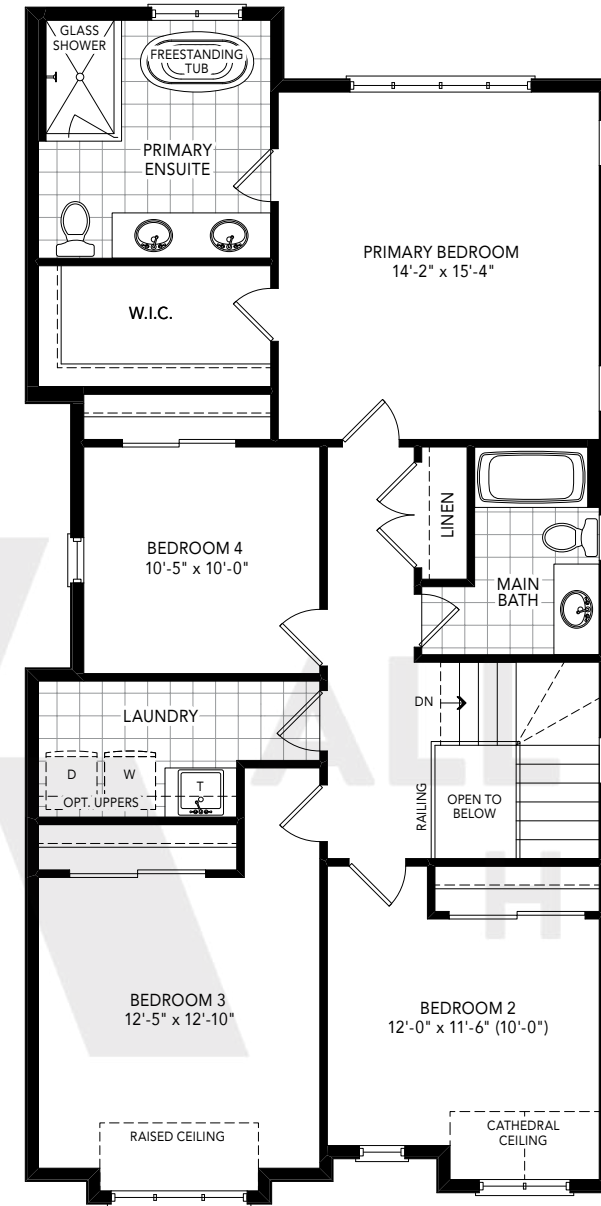 GLASS
SHOWER
FREESTANDING
TUB
PRIMARY
ENSUITE
PRIMARY BEDROOM
14'-2" x 15'-4"
W.I.C.
LINEN
BEDROOM 4
10'-5" x 10'-0"
MAIN
BATH
LAUNDRY
DN
D
W
T
OPT. UPPERS
RAILING
OPEN TO
BELOW
ALL
H
BEDROOM 3
12'-5" x 12'-10"
BEDROOM 2
12'-0" x 11'-6" (10'-0")
RAISED CEILING
CATHEDRAL
CEILING